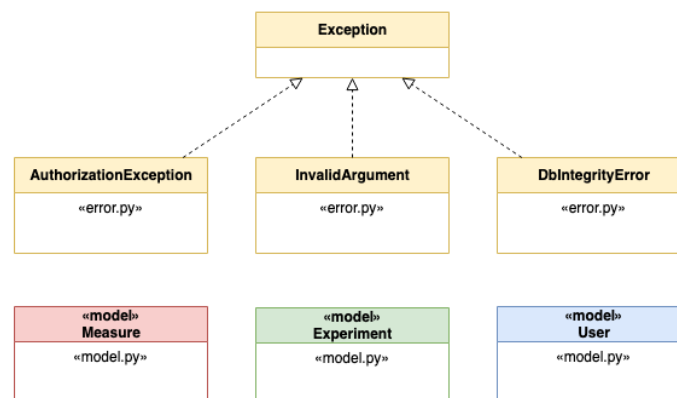 Exception
AuthorizationException
InvalidArgument
DbIntegrityError
«error.py»
«error.py»
«error.py»
«model»
Measure
«model»
Experiment
«model»
User
«model.py»
«model.py»
«model.py»